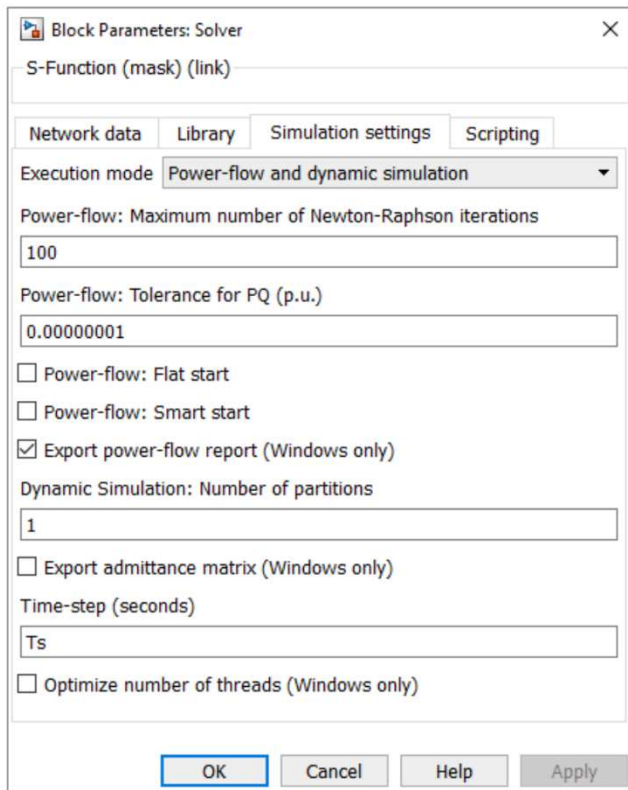 Block Parameters: Solver
S-Function (mask) (link)
Network data Library Simulation settings Scripting
Execution mode Power-flow and dynamic simulation
Power-flow: Maximum number of Newton-Raphson iterations
100
Power-flow: Tolerance for PQ (p.u.)
0.00000001
Power-flow: Flat start
Power-flow: Smart start
Export power-flow report (Windows only)
Dynamic Simulation: Number of partitions
1
Export admittance matrix (Windows only)
Time-step (seconds)
Ts
Optimize number of threads (Windows only)
OK Cancel Help Apply